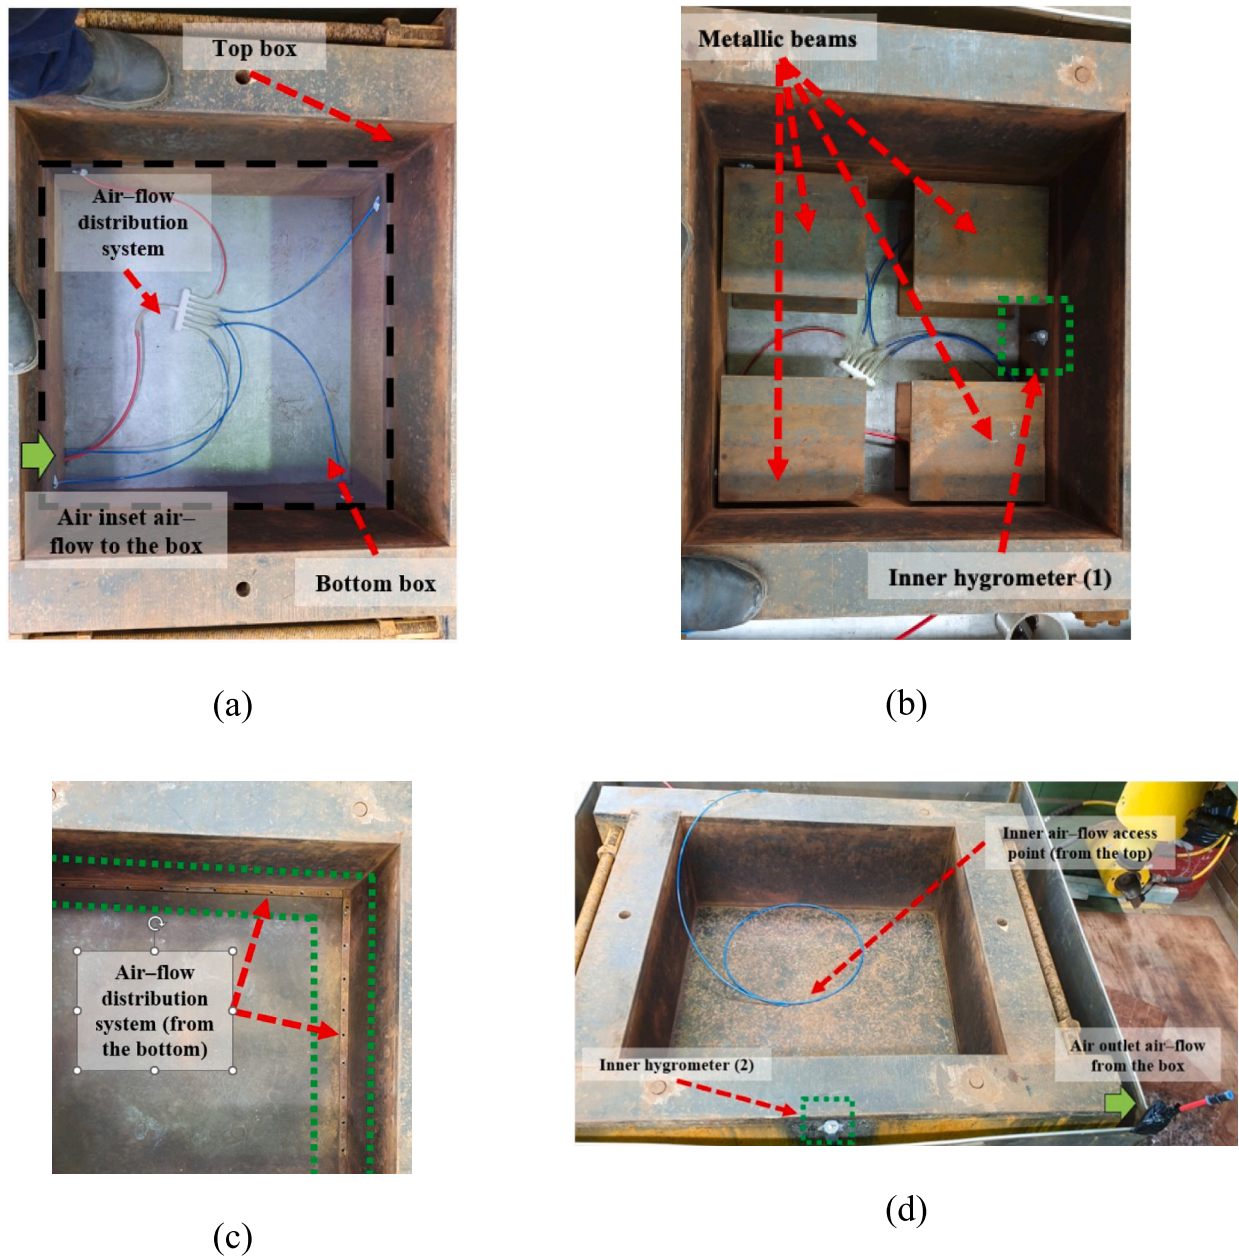 Top box
Air–flow
distribution
system
Air inset air–
flow to the box
Bottom box
(a)
Metallic beams
Inner hygrometer (1)
(b)
Air–flow
distribution
system (from
the bottom)
(c)
Inner air–flow access
point (from the top)
Inner hygrometer (2)
Air outlet air–flow
from the box
(d)